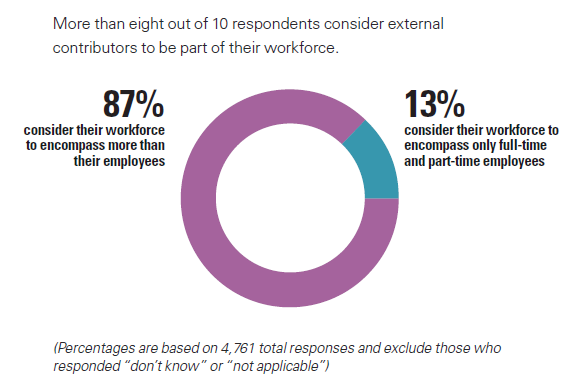 More than eight out of 10 respondents consider external
contributors to be part of their workforce.
87%
consider their workforce
to encompass more than
their employees
13%
consider their workforce to
encompass only full-time
and part-time employees
(Percentages are based on 4,761 total responses and exclude those who
responded “don’t know” or “not applicable”)